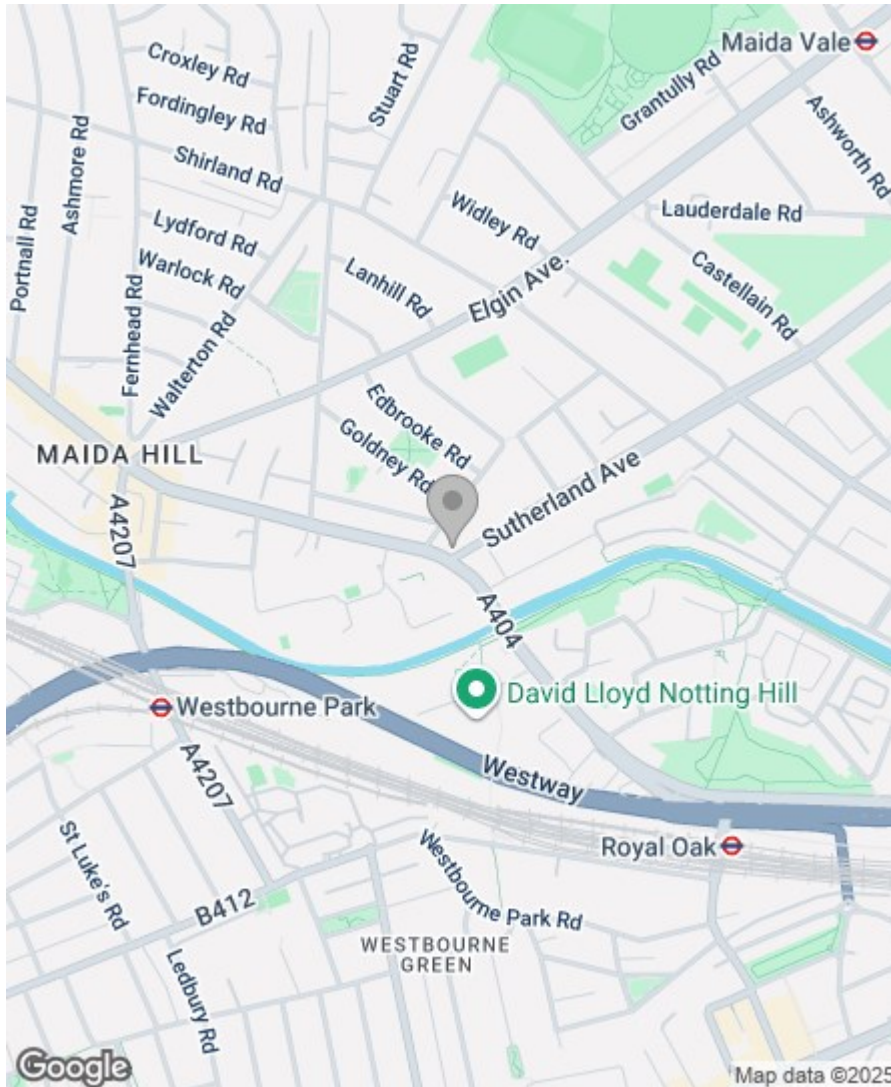 Maida Vale
Croxley Rd
Stuart Rd
Grantully Rd
Fordingley Rd
Ashworth Rd
Ashmore Rd
Shirland Rd
Widley Rd
Lauderdale Rd
Portnall Rd
Lydford Rd
Warlock Rd
Lanhill Rd
Castellain Rd
Elgin Ave.
Fernhead Rd
Walterton Rd
Edbrooke Rd
Goldney Rd
MAIDA HILL
Sutherland Ave
A4207
A404
David Lloyd Notting Hill
Westbourne Park
Westway
A4207
Royal Oak
St Luke's Rd
Westbourne Park Rd
B412
WESTBOURNE
GREEN
Ledbury Rd
Google
Map data ©2025